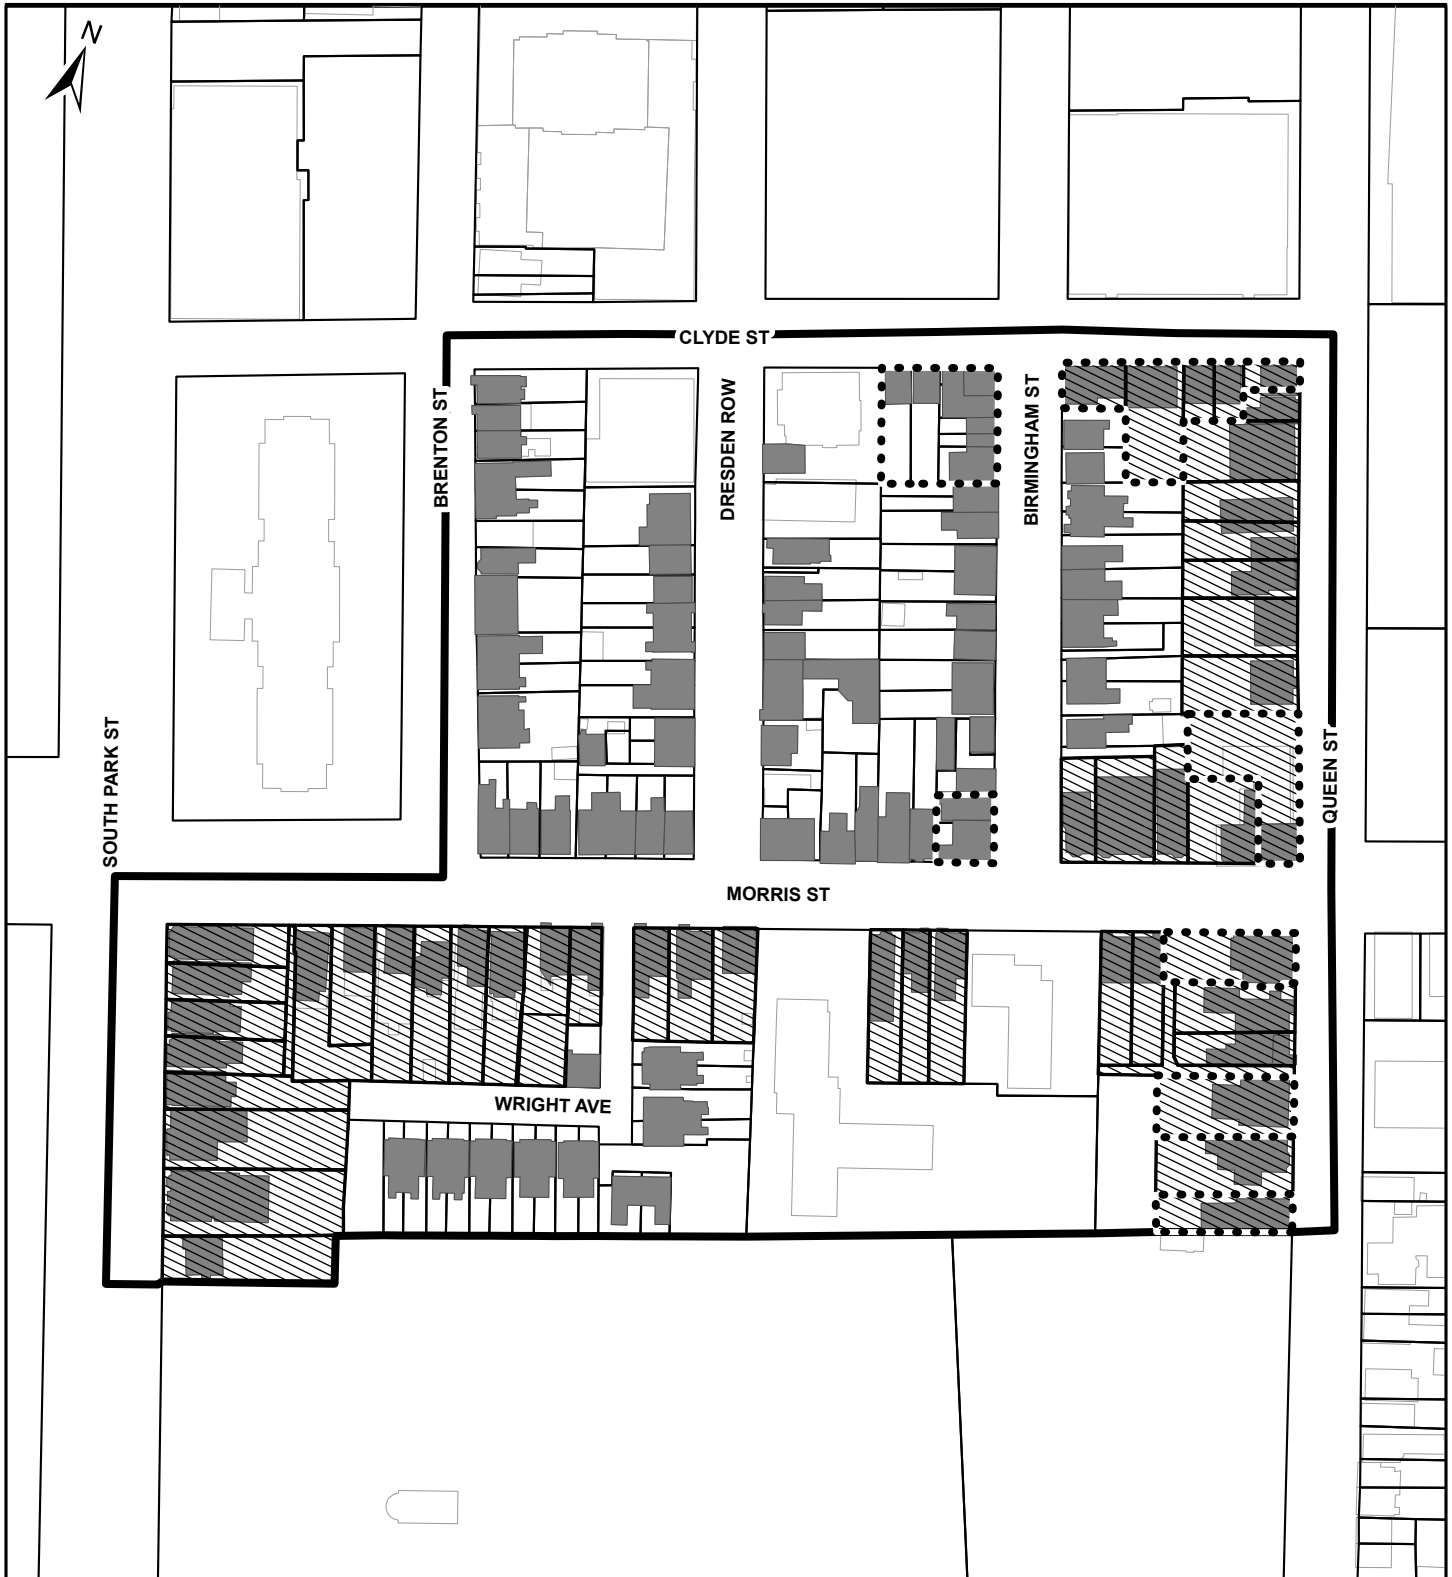 N
CLYDE ST
BRENTON ST
DRESDEN ROW
BIRMINGHAM ST
SOUTH PARK ST
QUEEN ST
MORRIS ST
WRIGHT AVE